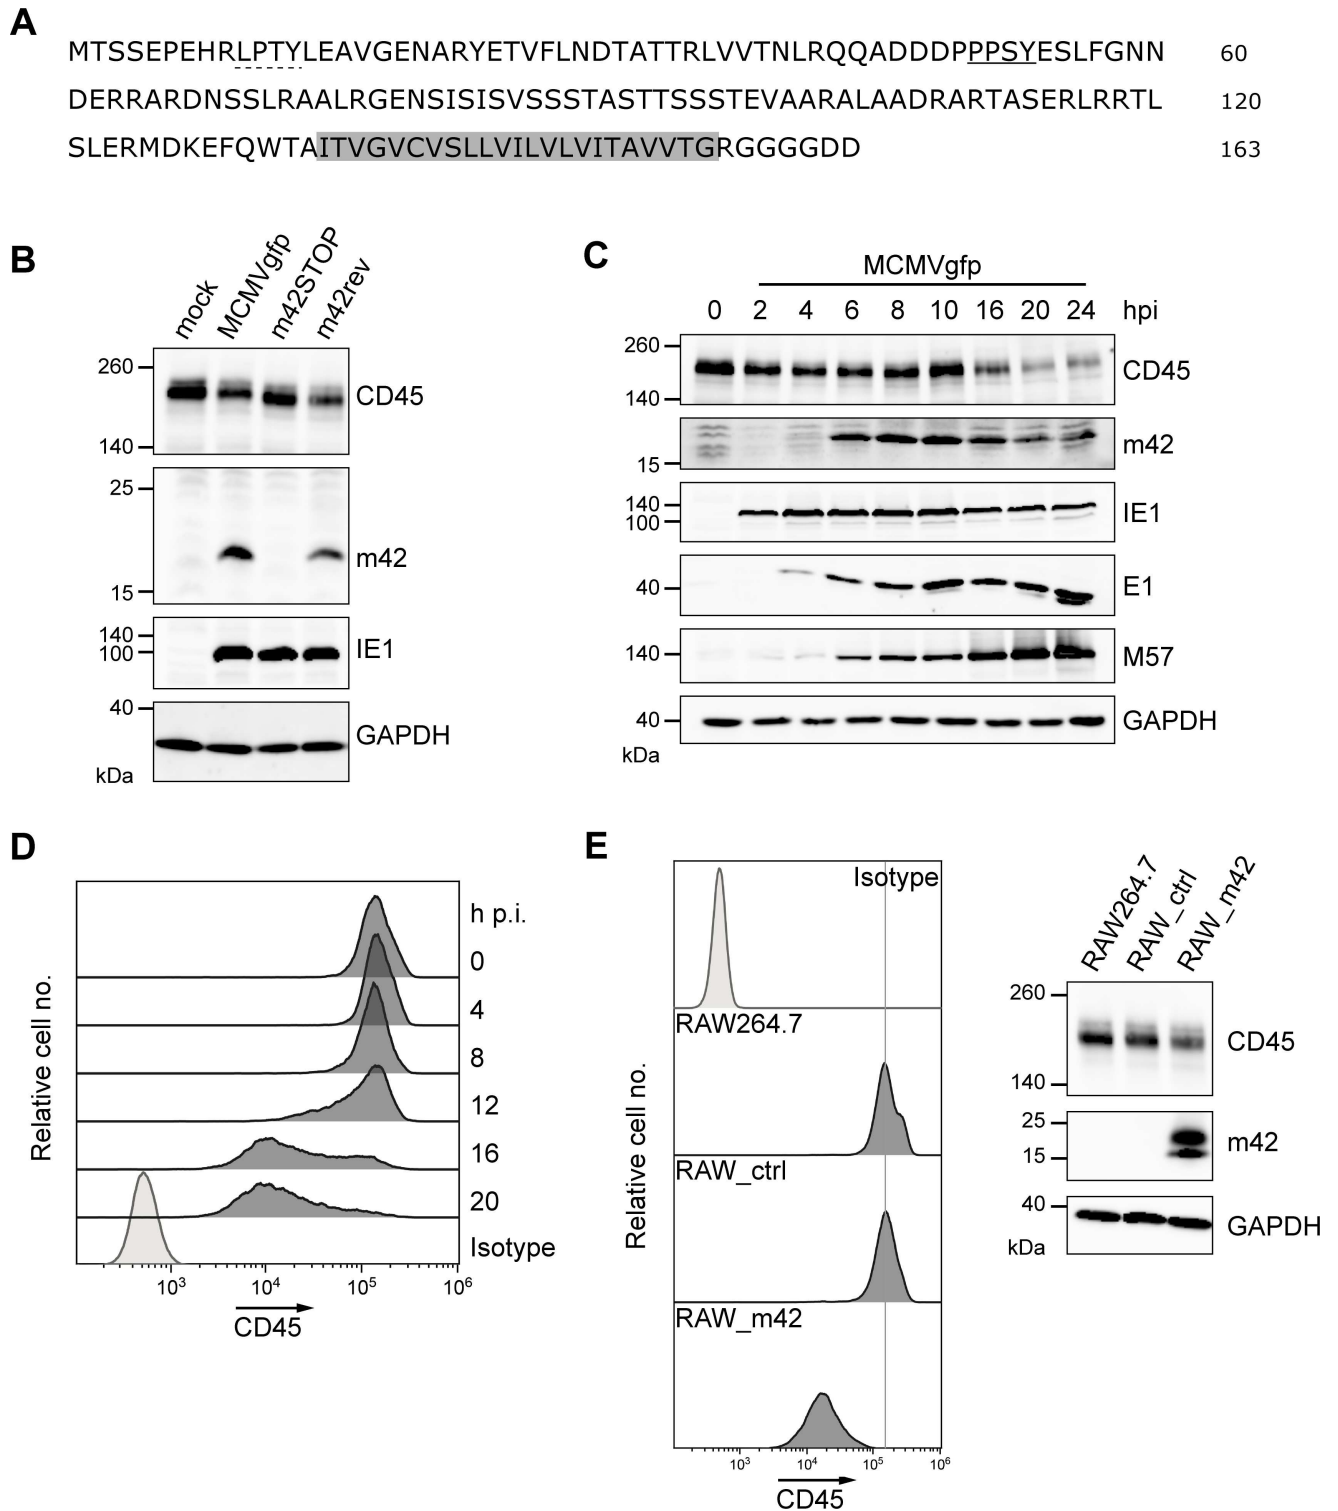 A
MTSSEPEHRLPTYLEAVGENARYETVFLNDTATTRLVVTNLRQQADDDPPPSYESLFGNN 60
DERRARDNSSLRAALRGENSISISVSSSTASTTSSSTEVAARALAADRARTASERLRRTL 120
SLERMDKEFQWTAITVGVCVSLLVILVLVITAVVTGRGGGGDD 163
B
mock MCMVgfp m42STOP m42rev
260
CD45
140
25
m42
15
140
IE1
100
40
GAPDH
kDa
C
MCMVgfp
0 2 4 6 8 10 16 20 24 hpi
260
CD45
140
m42
15
140
IE1
100
40 E1
140 M57
40 GAPDH
kDa
D
Relative cell no.
h p.i.
0
4
8
12
16
20
Isotype
10³ 10⁴ 10⁵ 10⁶
CD45
E
Relative cell no.
Isotype
RAW264.7
RAW_ctrl
RAW_m42
10³ 10⁴ 10⁵ 10⁶
CD45
RAW264.7 RAW_ctrl RAW_m42
260
CD45
140
25
m42
15
40
GAPDH
kDa